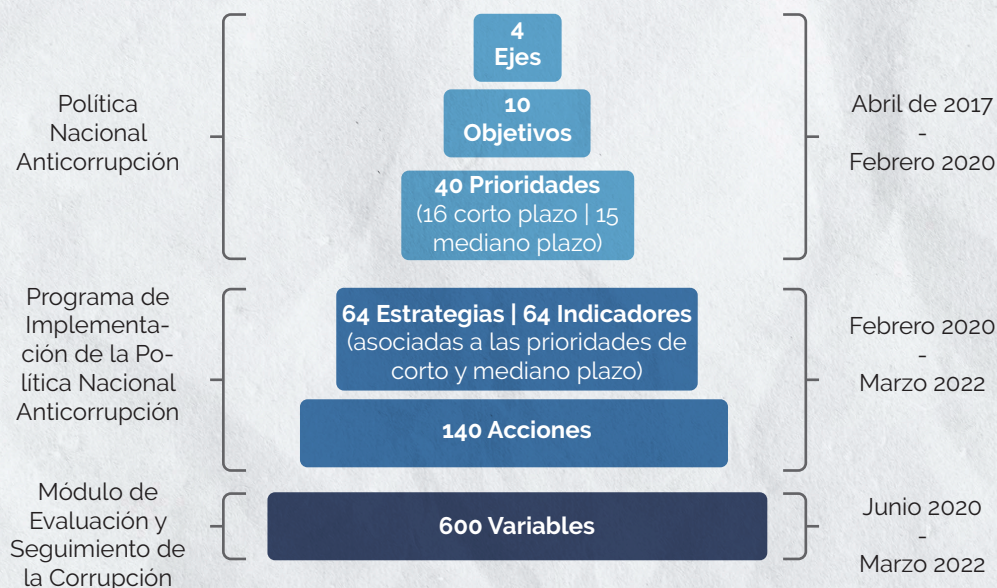 Política
Nacional
Anticorrupción
4
Ejes
10
Objetivos
40 Prioridades
(16 corto plazo | 15
mediano plazo)
Abril de 2017
-
Febrero 2020
Programa de
Implementa-
ción de la Po-
lítica Nacional
Anticorrupción
64 Estrategias | 64 Indicadores
(asociadas a las prioridades de
corto y mediano plazo)
140 Acciones
Febrero 2020
-
Marzo 2022
Módulo de
Evaluación y
Seguimiento de
la Corrupción
600 Variables
Junio 2020
-
Marzo 2022